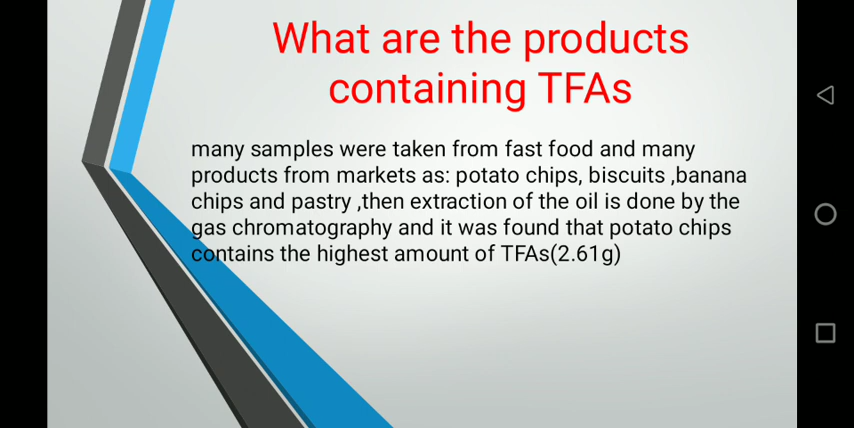 What are the products
containing TFAs
many samples were taken from fast food and many
products from markets as: potato chips, biscuits ,banana
chips and pastry ,then extraction of the oil is done by the
gas chromatography and it was found that potato chips
contains the highest amount of TFAs(2.61g)